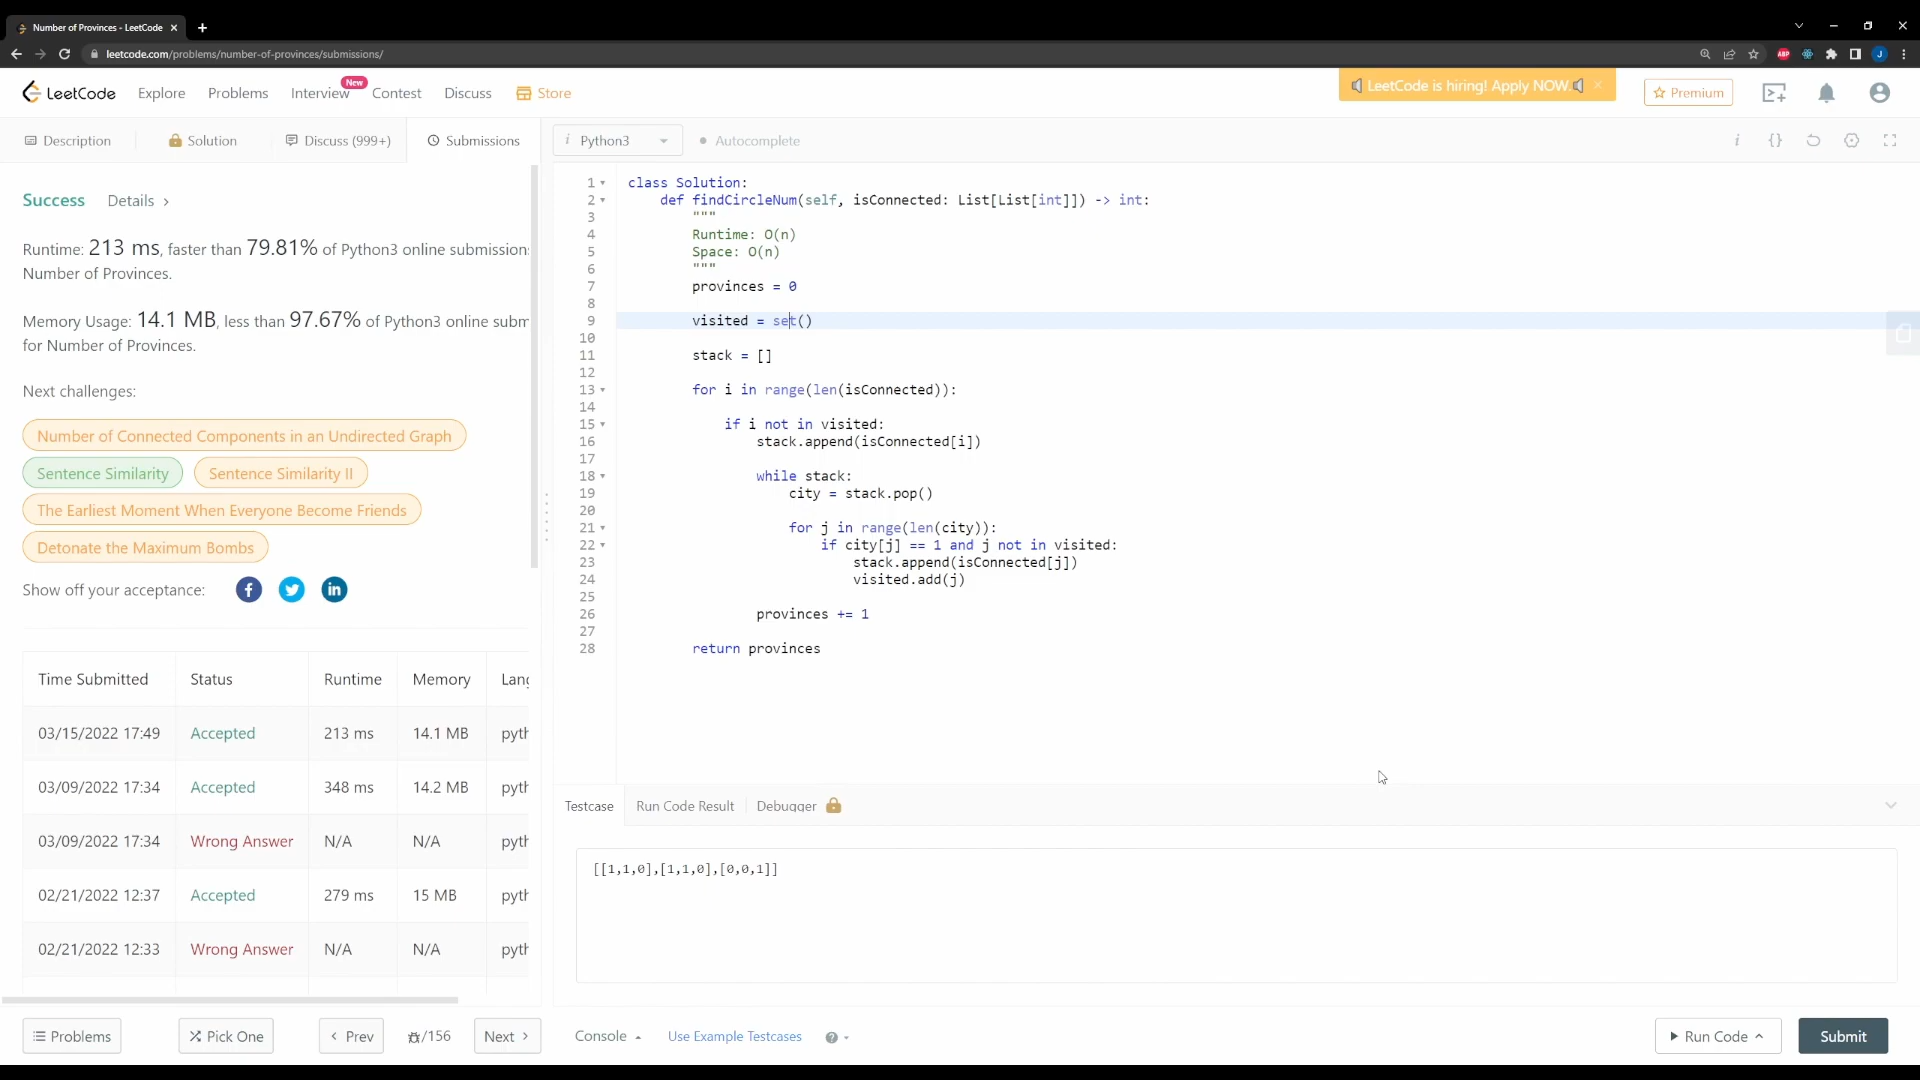 Number of Provinces - LeetCode
leetcode.com/problems/number-of-provinces/submissions/
ABP
J
LeetCode
Explore
Problems
Interview
New
Contest
Discuss
Store
LeetCode is hiring! Apply NOW.
Premium
Description
Solution
Discuss (999+)
Submissions
i Python3
Autocomplete
Success
Details
Runtime: 213 ms, faster than 79.81% of Python3 online submission
Number of Provinces.
Memory Usage: 14.1 MB, less than 97.67% of Python3 online subm
for Number of Provinces.
Next challenges:
Number of Connected Components in an Undirected Graph
Sentence Similarity
Sentence Similarity II
The Earliest Moment When Everyone Become Friends
Detonate the Maximum Bombs
Show off your acceptance:
Time Submitted Status Runtime Memory Lang
03/15/2022 17:49 Accepted 213 ms 14.1 MB pyth
03/09/2022 17:34 Accepted 348 ms 14.2 MB pyth
03/09/2022 17:34 Wrong Answer N/A N/A pyth
02/21/2022 12:37 Accepted 279 ms 15 MB pyth
02/21/2022 12:33 Wrong Answer N/A N/A pyth
1 class Solution:
2 def findCircleNum(self, isConnected: List[List[int]]) -> int:
3 """
4 Runtime: O(n)
5 Space: O(n)
6 """
7 provinces = 0
8
9 visited = set()
10
11 stack = []
12
13 for i in range(len(isConnected)):
14
15 if i not in visited:
16 stack.append(isConnected[i])
17
18 while stack:
19 city = stack.pop()
20
21 for j in range(len(city)):
22 if city[j] == 1 and j not in visited:
23 stack.append(isConnected[j])
24 visited.add(j)
25
26 provinces += 1
27
28 return provinces
Testcase
Run Code Result
Debugger
[[1,1,0],[1,1,0],[0,0,1]]
Problems
Pick One
Prev
/156
Next
Console
Use Example Testcases
Run Code
Submit